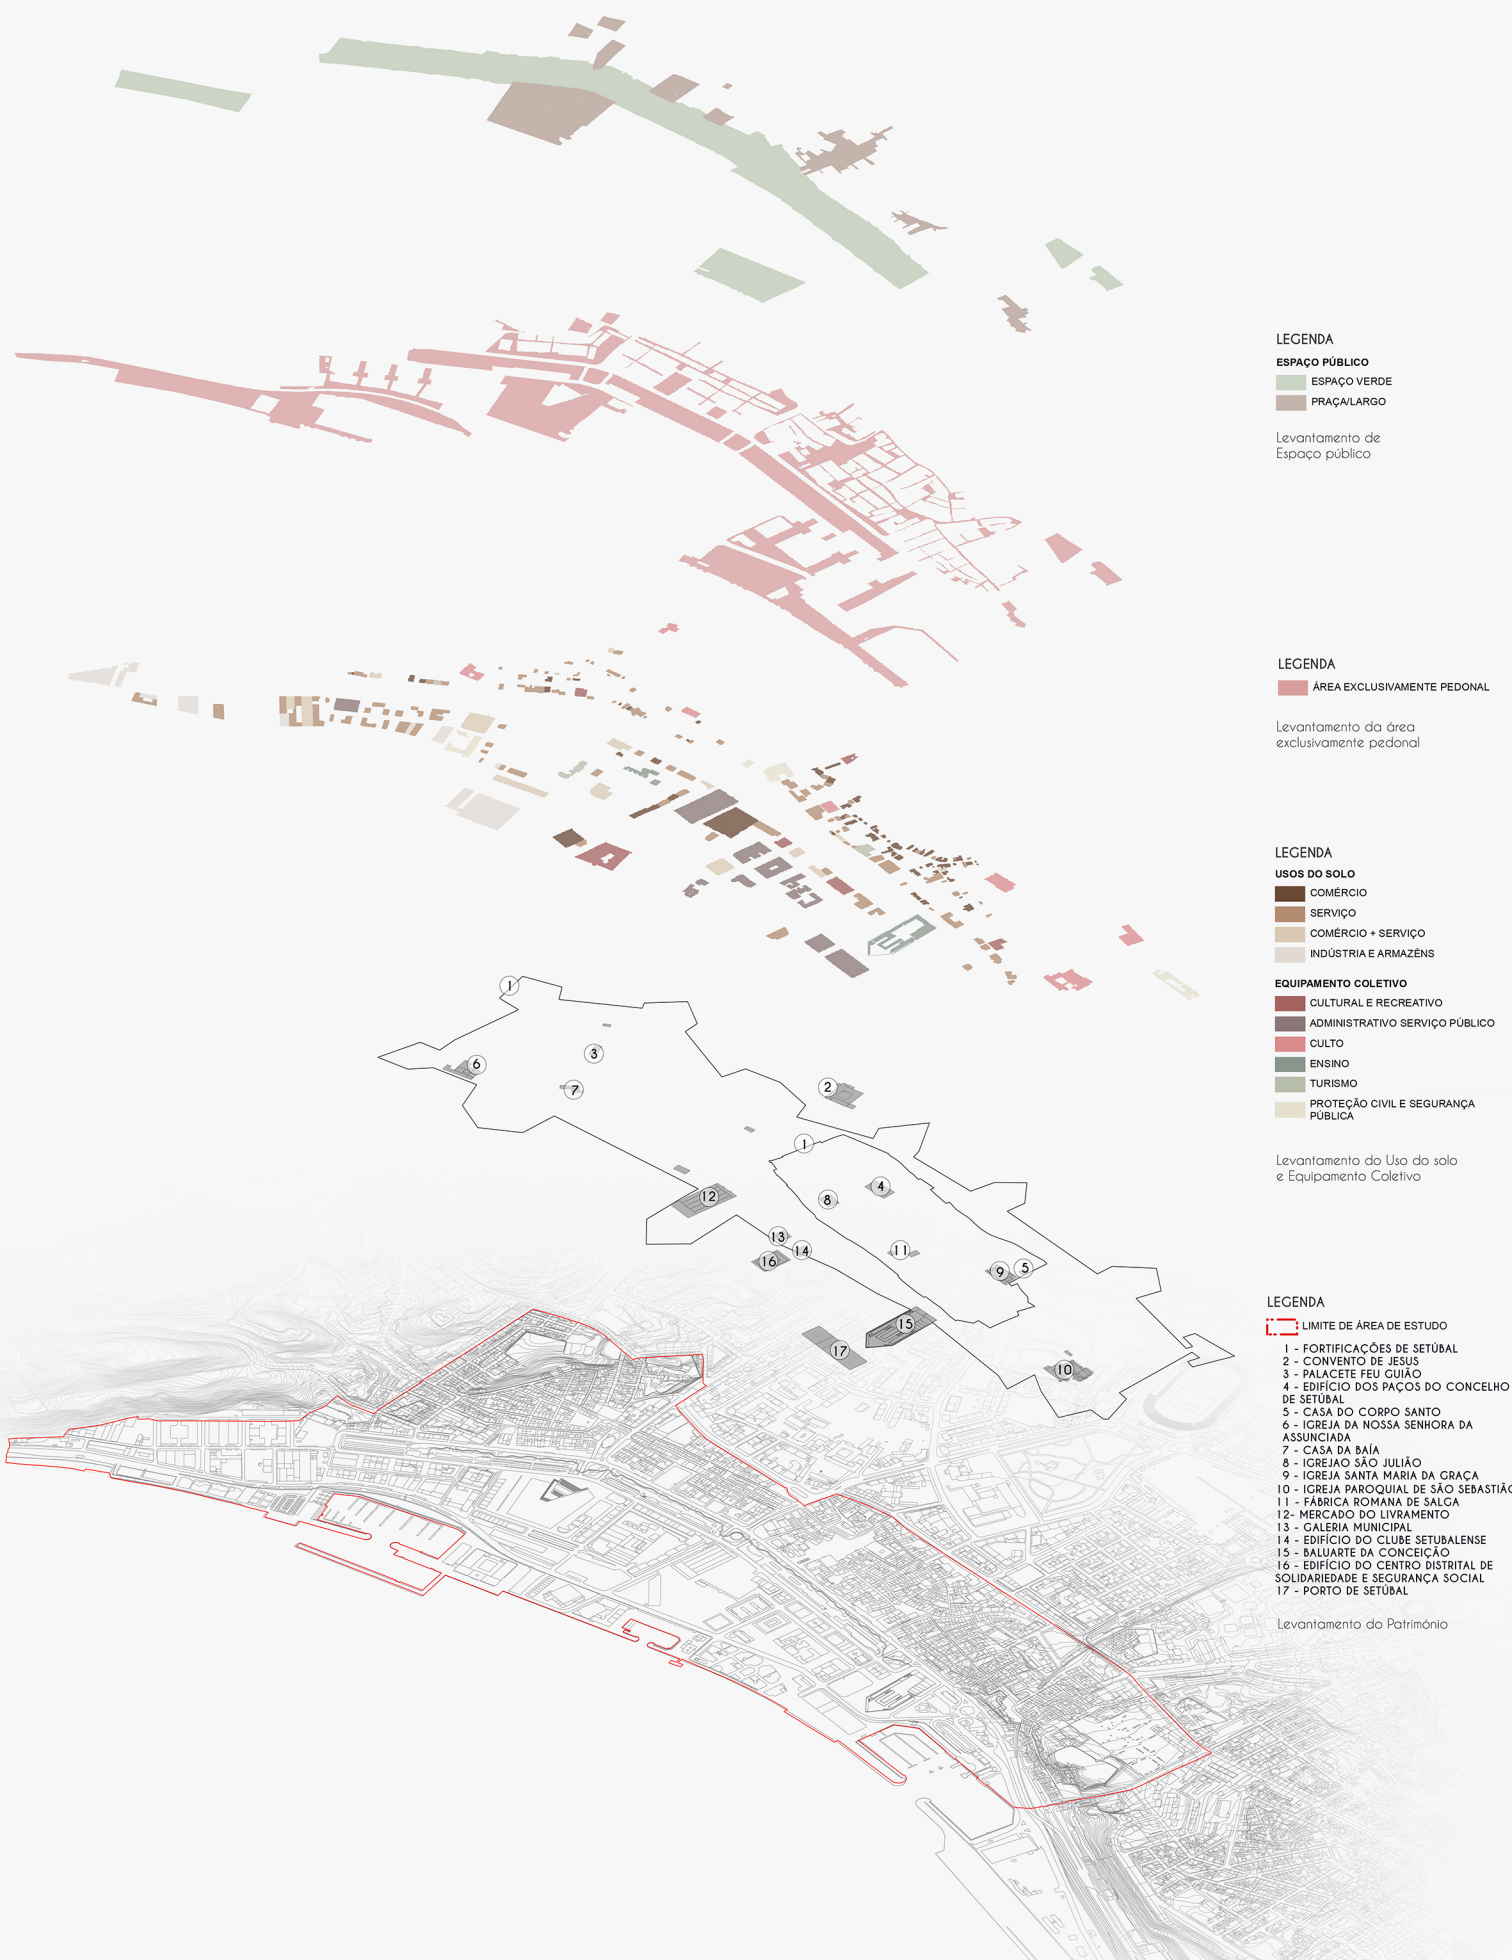 LEGENDA
ESPAÇO PÚBLICO
ESPAÇO VERDE
PRAÇA/LARGO
Levantamento de
Espaço público
LEGENDA
ÁREA EXCLUSIVAMENTE PEDONAL
Levantamento da área
exclusivamente pedonal
LEGENDA
USOS DO SOLO
COMÉRCIO
SERVIÇO
COMÉRCIO + SERVIÇO
INDÚSTRIA E ARMAZÉNS
EQUIPAMENTO COLETIVO
CULTURAL E RECREATIVO
ADMINISTRATIVO SERVIÇO PÚBLICO
CULTO
ENSINO
TURISMO
PROTEÇÃO CIVIL E SEGURANÇA
PÚBLICA
Levantamento do Uso do solo
e Equipamento Coletivo
1
3
6
7
2
1
4
8
12
13
14
11
16
9
5
15
17
10
LEGENDA
LIMITE DE ÁREA DE ESTUDO
1 - FORTIFICAÇÕES DE SETÚBAL
2 - CONVENTO DE JESUS
3 - PALACETE FEU GUIÃO
4 - EDIFÍCIO DOS PAÇOS DO CONCELHO
DE SETÚBAL
5 - CASA DO CORPO SANTO
6 - IGREJA DA NOSSA SENHORA DA
ASSUNCIADA
7 - CASA DA BAÍA
8 - IGREJAO SÃO JULIÃO
9 - IGREJA SANTA MARIA DA GRAÇA
10 - IGREJA PAROQUIAL DE SÃO SEBASTIÃO
11 - FÁBRICA ROMANA DE SALGA
12- MERCADO DO LIVRAMENTO
13 - GALERIA MUNICIPAL
14 - EDIFÍCIO DO CLUBE SETUBALENSE
15 - BALUARTE DA CONCEIÇÃO
16 - EDIFÍCIO DO CENTRO DISTRITAL DE
SOLIDARIEDADE E SEGURANÇA SOCIAL
17 - PORTO DE SETÚBAL
Levantamento do Património